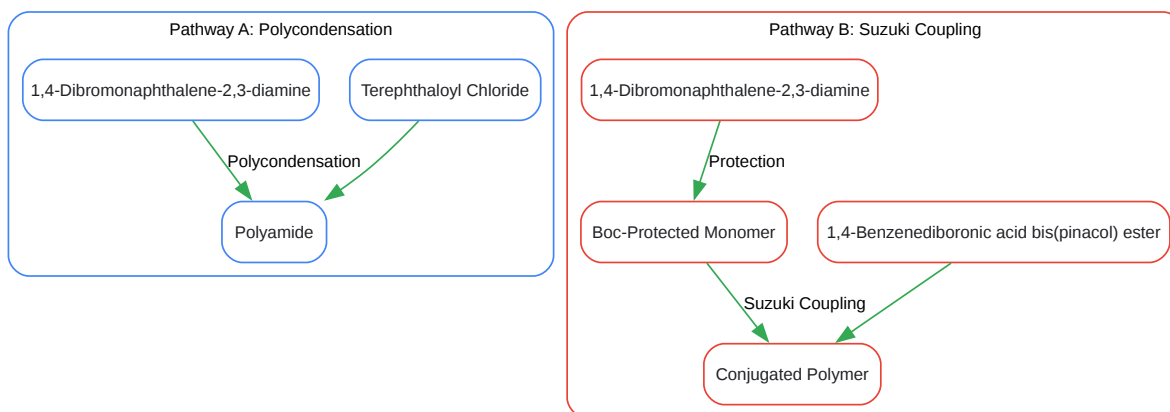 Pathway A: Polycondensation
1,4-Dibromonaphthalene-2,3-diamine
Terephthaloyl Chloride
Polycondensation
Polyamide
Pathway B: Suzuki Coupling
1,4-Dibromonaphthalene-2,3-diamine
Protection
Boc-Protected Monomer
1,4-Benzenediboronic acid bis(pinacol) ester
Suzuki Coupling
Conjugated Polymer